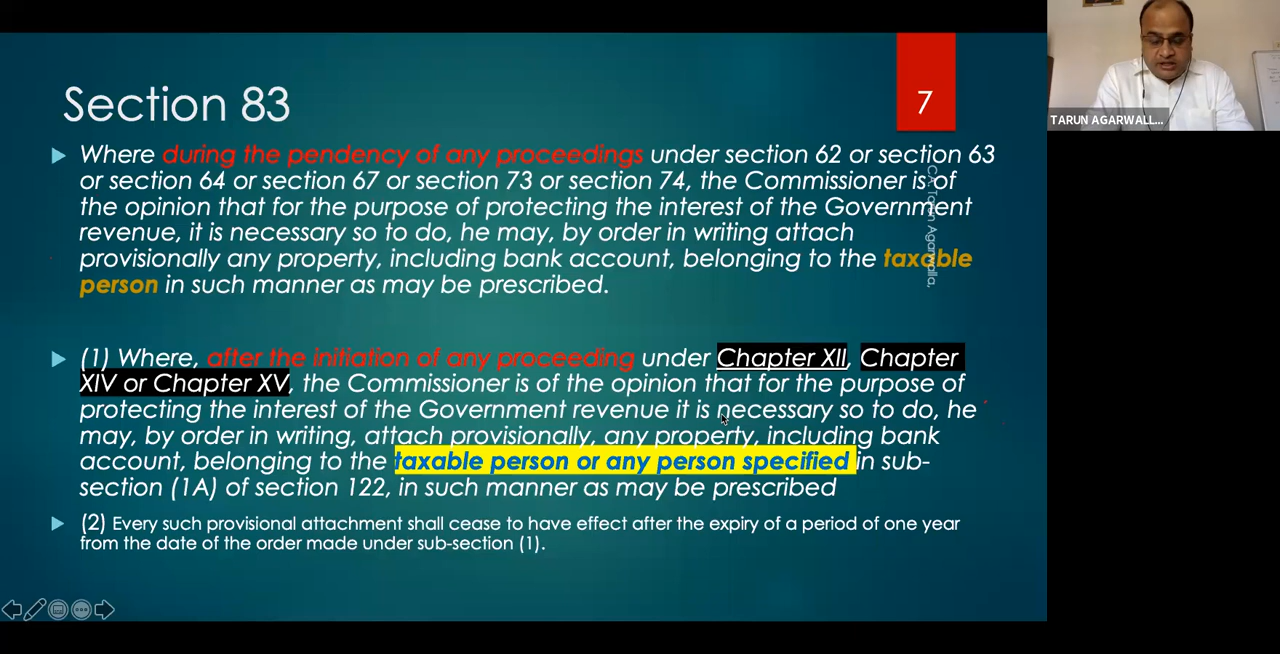 Section 83
7
TARUN AGARWALL...
Where during the pendency of any proceedings under section 62 or section 63
or section 64 or section 67 or section 73 or section 74, the Commissioner is of
the opinion that for the purpose of protecting the interest of the Government
revenue, it is necessary so to do, he may, by order in writing attach
provisionally any property, including bank account, belonging to the taxable
person in such manner as may be prescribed.
CA. Tarun Agarwalla,
(1) Where, after the initiation of any proceeding under Chapter XII, Chapter
XIV or Chapter XV, the Commissioner is of the opinion that for the purpose of
protecting the interest of the Government revenue it is necessary so to do, he
may, by order in writing, attach provisionally, any property, including bank
account, belonging to the taxable person or any person specified in sub-
section (1A) of section 122, in such manner as may be prescribed
(2) Every such provisional attachment shall cease to have effect after the expiry of a period of one year
from the date of the order made under sub-section (1).